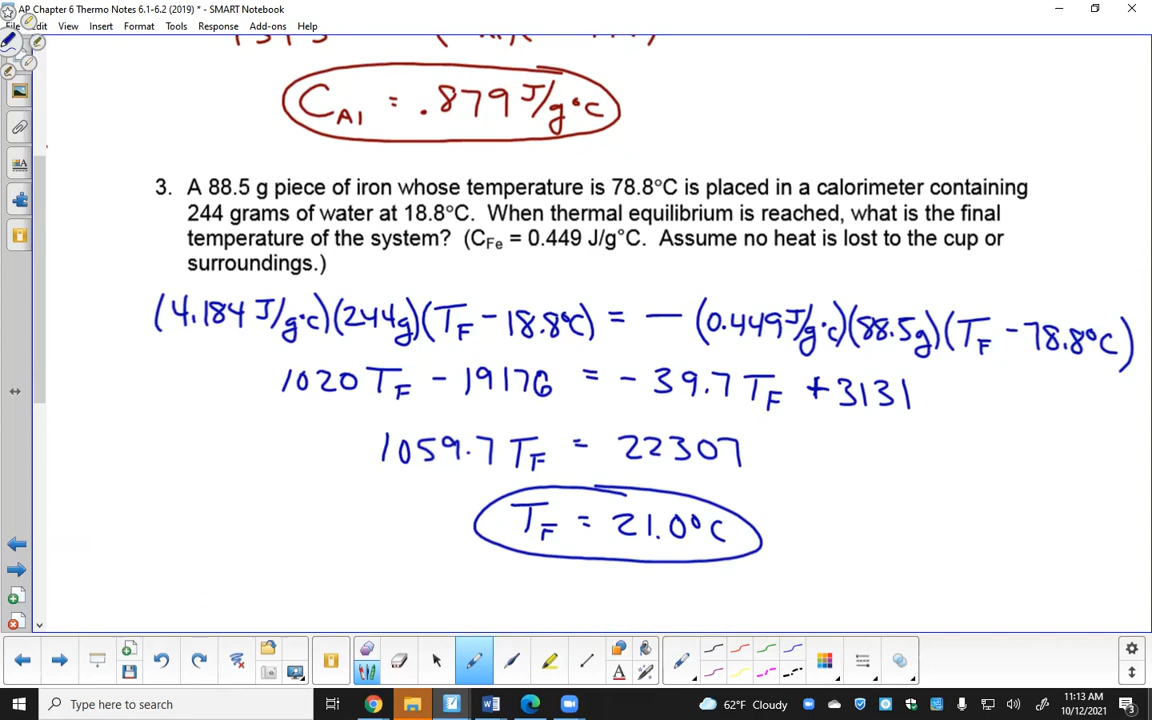 AP Chapter 6 Thermo Notes 6.1-6.2 (2019) * - SMART Notebook
File Edit View Insert Format Tools Response Add-ons Help
C_Al = .879 J/g°C
3. A 88.5 g piece of iron whose temperature is 78.8°C is placed in a calorimeter containing
244 grams of water at 18.8°C. When thermal equilibrium is reached, what is the final
temperature of the system? (C_Fe = 0.449 J/g°C. Assume no heat is lost to the cup or
surroundings.)
(4.184 J/g·°C)(244g)(T_F - 18.8°C) = - (0.449 J/g·°C)(88.5g)(T_F - 78.8°C)
1020 T_F - 19176 = - 39.7 T_F + 3131
1059.7 T_F = 22307
T_F = 21.0°C
Type here to search
62°F Cloudy
11:13 AM
10/12/2021
3